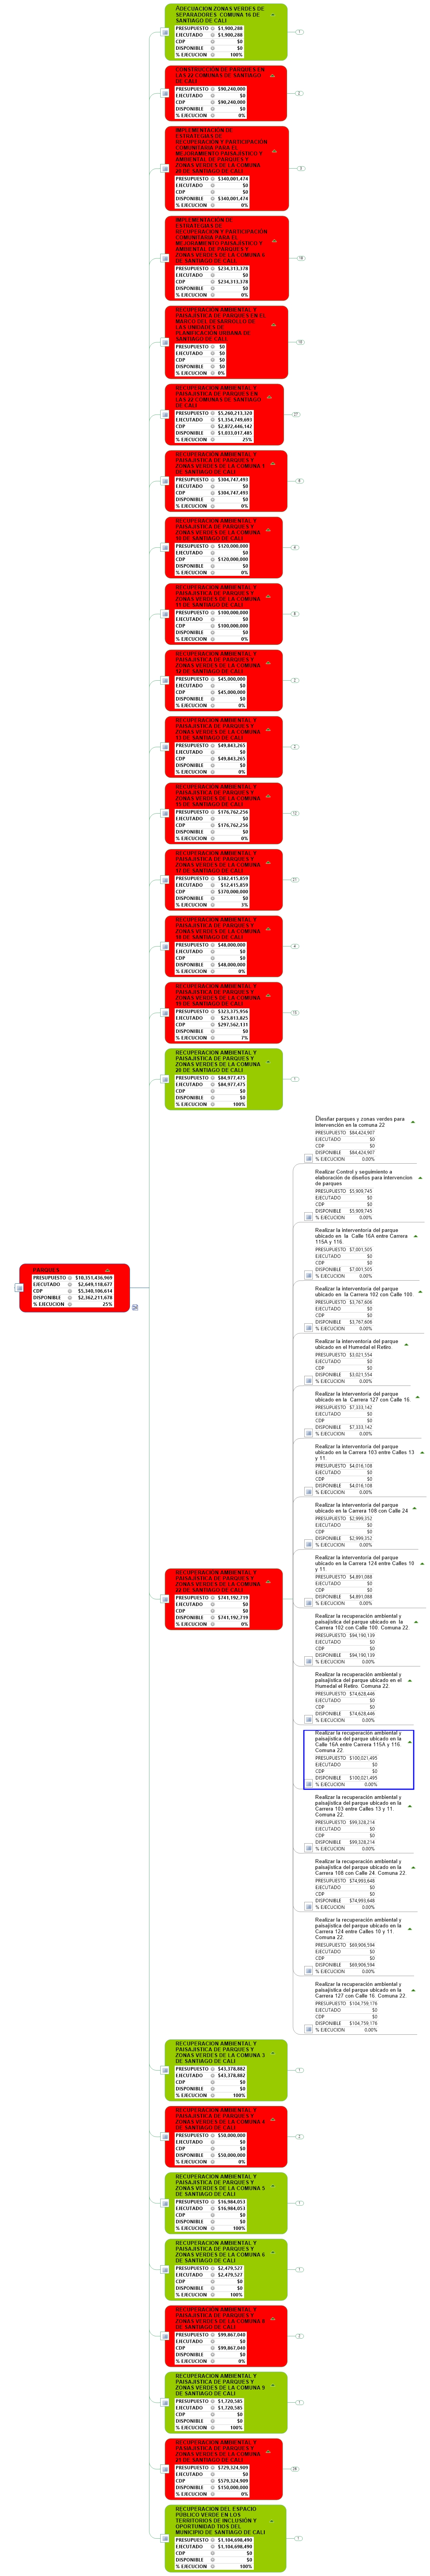 ADECUACION ZONAS VERDES DE
SEPARADORES COMUNA 16 DE
SANTIAGO DE CALI
PRESUPUESTO $1,900,288
EJECUTADO $1,900,288
CDP $0
DISPONIBLE $0
% EJECUCION 100%
1
CONSTRUCCION DE PARQUES EN
LAS 22 COMUNAS DE SANTIAGO
DE CALI
PRESUPUESTO $90,240,000
EJECUTADO $0
CDP $90,240,000
DISPONIBLE $0
% EJECUCION 0%
2
IMPLEMENTACION DE
ESTRATEGIAS DE
RECUPERACION Y PARTICIPACION
COMUNITARIA PARA EL
MEJORAMIENTO PAISAJISTICO Y
AMBIENTAL DE PARQUES Y
ZONAS VERDES DE LA COMUNA
DE SANTIAGO DE CALI
PRESUPUESTO $340,001,474
EJECUTADO $0
CDP $0
DISPONIBLE $340,001,474
% EJECUCION 0%
IMPLEMENTACIÓN DE
ESTRATEGIAS DE
RECUPERACION Y PARTICIPACION
COMUNITARIA PARA EL
MEJORAMIENTO PAISAJÍSTICO Y
AMBIENTAL DE PARQUES Y
ZONAS VERDES DE LA COMUNA
DE SANTIAGO DE CALI
PRESUPUESTO $234,313,378
EJECUTADO $0
CDP $234,313,378
DISPONIBLE $0
% EJECUCION 0%
RECUPERACION AMBIENTAL Y
PAISAJISTICA DE PARQUES EN EL
MARCO DEL DESARROLLO DE
LAS UNIDADES DE
PLANIFICACION URBANA DE
SANTIAGO DE CALI
PRESUPUESTO $0
EJECUTADO $0
CDP $0
DISPONIBLE $0
% EJECUCION 0%
RECUPERACION AMBIENTAL Y
PAISAJISTICA DE PARQUES EN
LAS 22 COMUNAS DE SANTIAGO
DE CALI
PRESUPUESTO $5,260,213,320
EJECUTADO $1,354,749,693
CDP $2,872,446,142
DISPONIBLE $1,033,017,485
% EJECUCION 25%
RECUPERACION AMBIENTAL Y
PAISAJISTICA DE PARQUES Y
ZONAS VERDES DE LA COMUNA 1
DE SANTIAGO DE CALI
PRESUPUESTO $304,747,493
EJECUTADO $0
CDP $304,747,493
DISPONIBLE $0
% EJECUCION 0%
RECUPERACION AMBIENTAL Y
PAISAJISTICA DE PARQUES Y
ZONAS VERDES DE LA COMUNA
10 DE SANTIAGO DE CALI
PRESUPUESTO $120,000,000
EJECUTADO $0
CDP $120,000,000
DISPONIBLE $0
% EJECUCION 0%
RECUPERACION AMBIENTAL Y
PAISAJISTICA DE PARQUES Y
ZONAS VERDES DE LA COMUNA
11 DE SANTIAGO DE CALI
PRESUPUESTO $100,000,000
EJECUTADO $0
CDP $100,000,000
DISPONIBLE $0
% EJECUCION 0%
RECUPERACION AMBIENTAL Y
PAISAJISTICA DE PARQUES Y
ZONAS VERDES DE LA COMUNA
12 DE SANTIAGO DE CALI
PRESUPUESTO $45,000,000
EJECUTADO $0
CDP $45,000,000
DISPONIBLE $0
% EJECUCION 0%
RECUPERACION AMBIENTAL Y
PAISAJISTICA DE PARQUES Y
ZONAS VERDES DE LA COMUNA
13 DE SANTIAGO DE CALI
PRESUPUESTO $49,843,265
EJECUTADO $0
CDP $49,843,265
DISPONIBLE $0
% EJECUCION 0%
RECUPERACION AMBIENTAL Y
PAISAJISTICA DE PARQUES Y
ZONAS VERDES DE LA COMUNA
DE SANTIAGO DE CALI
PRESUPUESTO $176,762,256
EJECUTADO $0
CDP $176,762,256
DISPONIBLE $0
% EJECUCION 0%
RECUPERACION AMBIENTAL Y
PAISAJISTICA DE PARQUES Y
ZONAS VERDES DE LA COMUNA
17 DE SANTIAGO DE CALI
PRESUPUESTO $382,415,859
EJECUTADO $12,415,859
CDP $370,000,000
DISPONIBLE $0
% EJECUCION 3%
RECUPERACION AMBIENTAL Y
PAISAJISTICA DE PARQUES Y
ZONAS VERDES DE LA COMUNA
18 DE SANTIAGO DE CALI
PRESUPUESTO $48,000,000
EJECUTADO $0
CDP $48,000,000
DISPONIBLE $0
% EJECUCION 0%
RECUPERACION AMBIENTAL Y
PAISAJISTICA DE PARQUES Y
ZONAS VERDES DE LA COMUNA
19 DE SANTIAGO DE CALI
PRESUPUESTO $323,375,956
EJECUTADO $25,813,825
CDP $297,562,131
DISPONIBLE $0
% EJECUCION 7%
RECUPERACION AMBIENTAL Y
PAISAJISTICA DE PARQUES Y
ZONAS VERDES DE LA COMUNA
20 DE SANTIAGO DE CALI
PRESUPUESTO $84,977,475
EJECUTADO $84,977,475
CDP $0
DISPONIBLE $0
% EJECUCION 100%
1
PARQUES
PRESUPUESTO $10,351,436,969
EJECUTADO $2,649,118,677
CDP $5,340,106,614
DISPONIBLE $2,362,211,678
% EJECUCION 25%
RECUPERACION AMBIENTAL Y
PAISAJISTICA DE PARQUES Y
ZONAS VERDES DE LA COMUNA
22 DE SANTIAGO DE CALI
PRESUPUESTO $741,192,719
EJECUTADO $0
CDP $0
DISPONIBLE $741,192,719
% EJECUCION 0%
Diseñar parques y zonas verdes para
Intervención en la comuna 22
PRESUPUESTO $84,424,907
EJECUTADO $0
CDP $0
DISPONIBLE $84,424,907
% EJECUCION 0.00%
Realizar Control y seguimiento a
elaboración de diseños para intervencion
de parques
PRESUPUESTO $5,909,745
EJECUTADO $0
CDP $0
DISPONIBLE $5,909,745
% EJECUCION 0.00%
Realizar la interventoría del parque
ubicado en la Calle 16A entre Carrera
115A y 116.
PRESUPUESTO $7,001,505
EJECUTADO $0
CDP $0
DISPONIBLE $7,001,505
% EJECUCION 0.00%
Realizar la interventoría del parque
ubicado en la Carrera 102 con Calle 100.
PRESUPUESTO $3,767,606
EJECUTADO $0
CDP $0
DISPONIBLE $3,767,606
% EJECUCION 0.00%
Realizar la interventoría del parque
ubicado en el Humedal el Retiro.
PRESUPUESTO $3,021,554
EJECUTADO $0
CDP $0
DISPONIBLE $3,021,554
% EJECUCION 0.00%
Realizar la interventoría del parque
ubicado en la Carrera 127 con Calle 16
PRESUPUESTO $7,333,142
EJECUTADO $0
CDP $0
DISPONIBLE $7,333,142
% EJECUCION 0.00%
Realizar la interventoría del parque
ubicado en la Carrera 103 entre Calles 13
y 11.
PRESUPUESTO $4,016,108
EJECUTADO $0
CDP $0
DISPONIBLE $4,016,108
% EJECUCION 0.00%
Realizar la interventoría del parque
ubicado en la Carrera 108 con Calle 24.
PRESUPUESTO $2,999,352
EJECUTADO $0
CDP $0
DISPONIBLE $2,999,352
% EJECUCION 0.00%
Realizar la interventoría del parque
ubicado en la Carrera 124 entre Calles 10
y 11.
PRESUPUESTO $4,891,088
EJECUTADO $0
CDP $0
DISPONIBLE $4,891,088
% EJECUCION 0.00%
Realizar la recuperación ambiental y
paisajística del parque ubicado en la
Carrera 102 con Calle 100. Comuna 22.
PRESUPUESTO $94,190,139
EJECUTADO $0
CDP $0
DISPONIBLE $94,190,139
% EJECUCION 0.00%
Realizar la recuperación ambiental y
paisajística del parque ubicado en el
Humedal el Retiro. Comuna 22.
PRESUPUESTO $74,628,446
EJECUTADO $0
CDP $0
DISPONIBLE $74,628,446
% EJECUCION 0.00%
Realizar la recuperación ambiental y
paisajística del parque ubicado en la
Calle 16A entre Carrera 115A y 116.
Comuna 22.
PRESUPUESTO $100,021,495
EJECUTADO $0
CDP $0
DISPONIBLE $100,021,495
% EJECUCION 0.00%
Realizar la recuperación ambiental y
paisajística del parque ubicado en la
Carrera 103 entre Calles 13 y 11.
Comuna 22.
PRESUPUESTO $99,328,214
EJECUTADO $0
CDP $0
DISPONIBLE $99,328,214
% EJECUCION 0.00%
Realizar la recuperación ambiental y
paisajística del parque ubicado en la
Carrera 108 con Calle 24. Comuna 22.
PRESUPUESTO $74,993,648
EJECUTADO $0
CDP $0
DISPONIBLE $74,993,648
% EJECUCION 0.00%
Realizar la recuperación ambiental y
paisajística del parque ubicado en la
Carrera 124 entre Calles 10 y 11.
Comuna 22.
PRESUPUESTO $69,906,594
EJECUTADO $0
CDP $0
DISPONIBLE $69,906,594
% EJECUCION 0.00%
Realizar la recuperación ambiental y
paisajística del parque ubicado en la
Carrera 127 con Calle 16. Comuna 22.
PRESUPUESTO $104,759,176
EJECUTADO $0
CDP $0
DISPONIBLE $104,759,176
% EJECUCION 0.00%
RECUPERACION AMBIENTAL Y
PAISAJISTICA DE PARQUES Y
ZONAS VERDES DE LA COMUNA 3
DE SANTIAGO DE CALI
PRESUPUESTO $43,378,882
EJECUTADO $43,378,882
CDP $0
DISPONIBLE $0
% EJECUCION 100%
1
RECUPERACION AMBIENTAL Y
PAISAJISTICA DE PARQUES Y
ZONAS VERDES DE LA COMUNA 4
DE SANTIAGO DE CALI
PRESUPUESTO $50,000,000
EJECUTADO $0
CDP $0
DISPONIBLE $50,000,000
% EJECUCION 0%
2
RECUPERACION AMBIENTAL Y
PAISAJISTICA DE PARQUES Y
ZONAS VERDES DE LA COMUNA 5
DE SANTIAGO DE CALI
PRESUPUESTO $16,984,053
EJECUTADO $16,984,053
CDP $0
DISPONIBLE $0
% EJECUCION 100%
1
RECUPERACION AMBIENTAL Y
PAISAJISTICA DE PARQUES Y
ZONAS VERDES DE LA COMUNA 6
DE SANTIAGO DE CALI
PRESUPUESTO $2,479,527
EJECUTADO $2,479,527
CDP $0
DISPONIBLE $0
% EJECUCION 100%
1
RECUPERACION AMBIENTAL Y
PAISAJISTICA DE PARQUES Y
ZONAS VERDES DE LA COMUNA 8
DE SANTIAGO DE CALI
PRESUPUESTO $99,067,040
EJECUTADO $0
CDP $99,067,040
DISPONIBLE $0
% EJECUCION 0%
2
RECUPERACION AMBIENTAL Y
PAISAJISTICA DE PARQUES Y
ZONAS VERDES DE LA COMUNA 9
DE SANTIAGO DE CALI
PRESUPUESTO $1,720,585
EJECUTADO $1,720,585
CDP $0
DISPONIBLE $0
% EJECUCION 100%
1
RECUPERACION AMBIENTAL Y
PAISAJISTICA DE PARQUES Y
ZONAS VERDES DE LA COMUNA
21 DE SANTIAGO DE CALI
PRESUPUESTO $729,324,909
EJECUTADO $0
CDP $579,324,909
DISPONIBLE $150,000,000
% EJECUCION 0%
RECUPERACION DEL ESPACIO
PÚBLICO VERDE EN LOS
TERRITORIOS DE INCLUSIÓN Y
OPORTUNIDAD TIOS DEL
MUNICIPIO DE SANTIAGO DE CALI
PRESUPUESTO $1,104,698,490
EJECUTADO $1,104,698,490
CDP $0
DISPONIBLE $0
% EJECUCION 100%
1